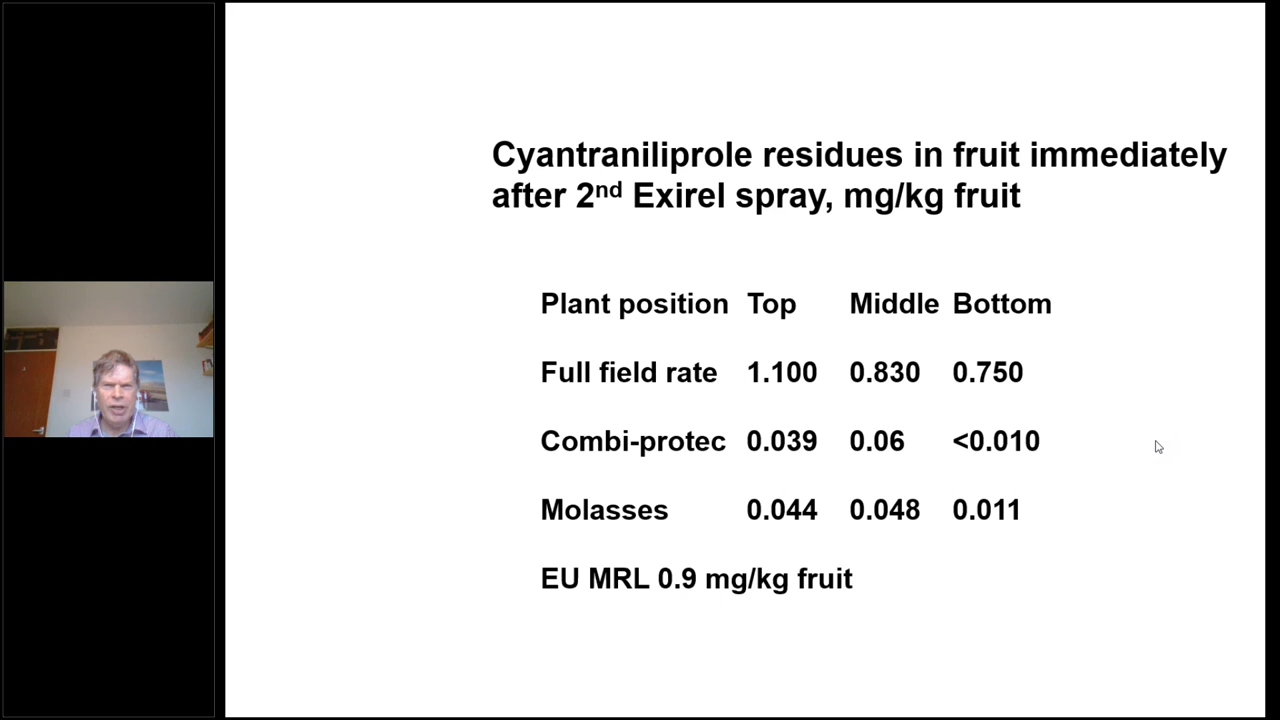 Cyantraniliprole residues in fruit immediately
after 2nd Exirel spray, mg/kg fruit
Plant position Top Middle Bottom
Full field rate 1.100 0.830 0.750
Combi-protec 0.039 0.06 <0.010
Molasses 0.044 0.048 0.011
EU MRL 0.9 mg/kg fruit